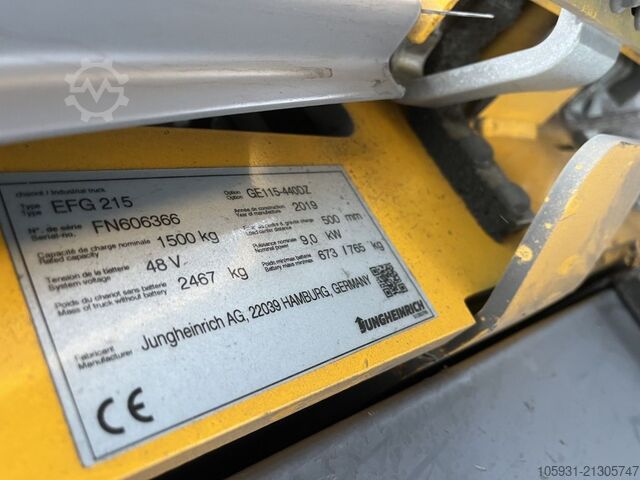 chariot / Industrial truck
Type
Type EFG 215 Option
Option GE115-440DZ
N° de série
Serial-no. FN606366 Année de construction
Year of manufacture 2019
Capacité de charge nominale
Rated capacity 1500 kg centre de gravité charge
Load centre distance 500 mm
Tension de la batterie
System voltage 48 V Puissance nominale
Nominal power 9,0 kW
Poids du chariot sans batterie
Mass of truck without battery 2467 kg Poids min/max batterie
Battery mass min/max 673 / 765 kg
Fabricant
Manufacturer Jungheinrich AG, 22039 HAMBURG, GERMANY
JUNGHEINRICH
CE
105931-21305747